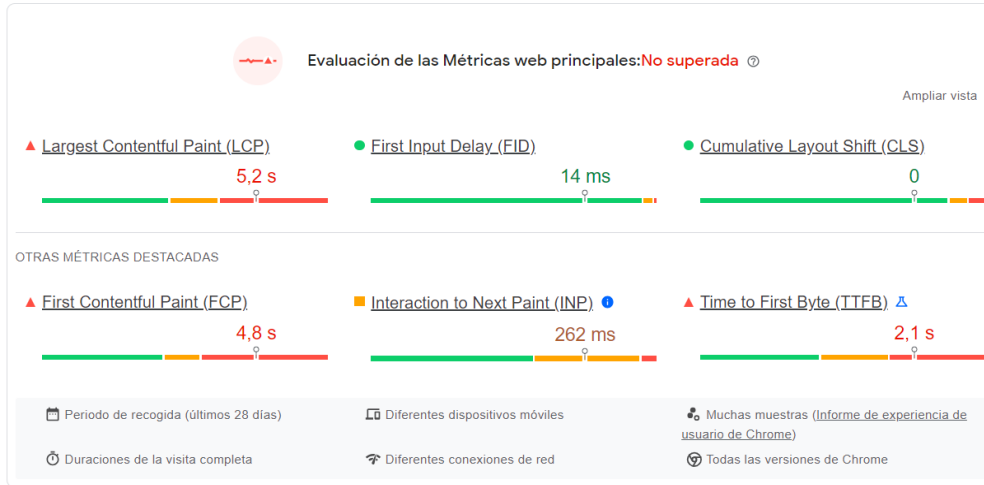 Evaluación de las Métricas web principales:No superada
Ampliar vista
Largest Contentful Paint (LCP)
5,2 s
First Input Delay (FID)
14 ms
Cumulative Layout Shift (CLS)
0
OTRAS MÉTRICAS DESTACADAS
First Contentful Paint (FCP)
4,8 s
Interaction to Next Paint (INP)
262 ms
Time to First Byte (TTFB)
2,1 s
Periodo de recogida (últimos 28 días)
Diferentes dispositivos móviles
Muchas muestras (Informe de experiencia de
usuario de Chrome)
Duraciones de la visita completa
Diferentes conexiones de red
Todas las versiones de Chrome